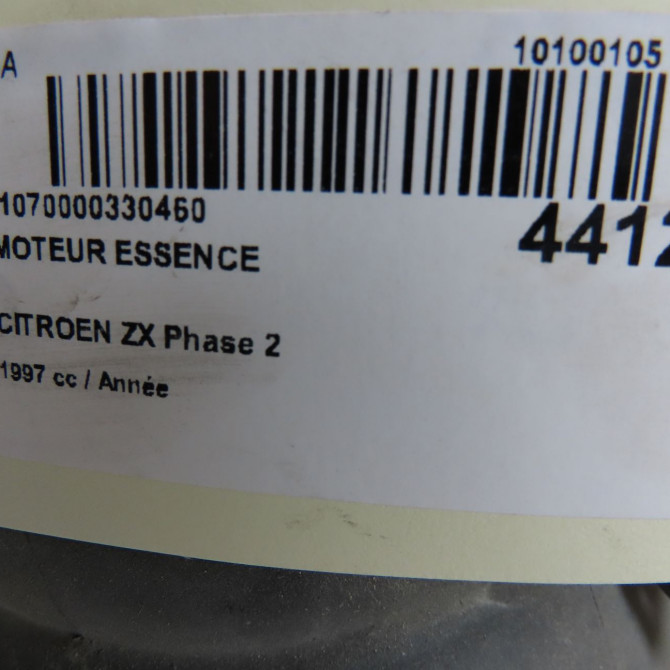 A 10100105
1070000330460
4412
MOTEUR ESSENCE
CITROEN ZX Phase 2
1997 cc / Année